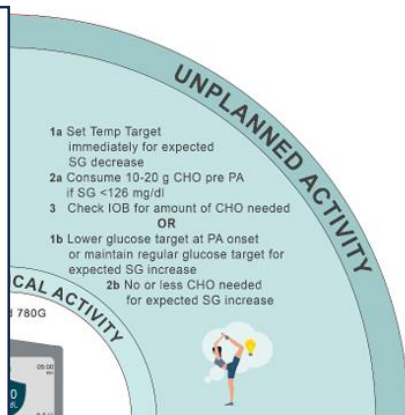 UNPLANNED ACTIVITY
1a Set Temp Target
immediately for expected
SG decrease
2a Consume 10-20 g CHO pre PA
if SG <126 mg/dl
3 Check IOB for amount of CHO needed
OR
1b Lower glucose target at PA onset
or maintain regular glucose target for
expected SG increase
2b No or less CHO needed
for expected SG increase
CAL ACTIVITY
780G